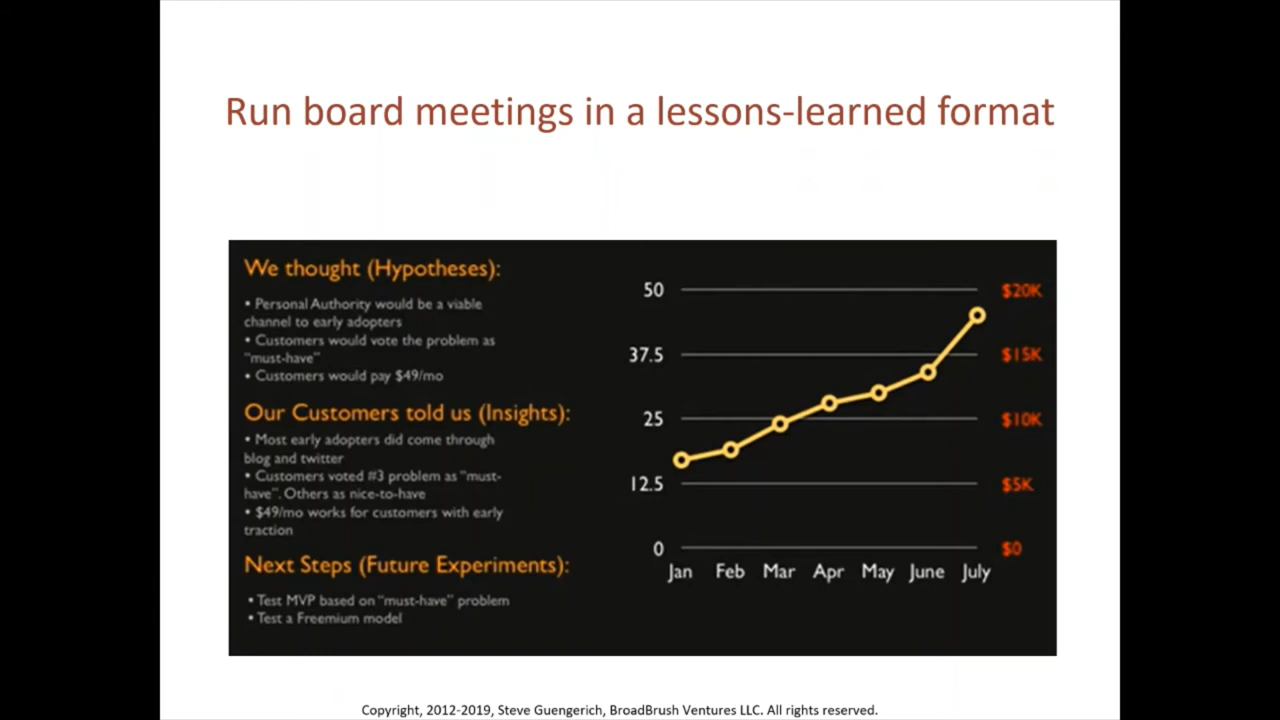 Run board meetings in a lessons-learned format
We thought (Hypotheses):
• Personal Authority would be a viable
channel to early adopters
• Customers would vote the problem as
"must-have"
• Customers would pay $49/mo
Our Customers told us (Insights):
• Most early adopters did come through
blog and twitter
• Customers voted #3 problem as "must-
have". Others as nice-to-have
• $49/mo works for customers with early
traction
Next Steps (Future Experiments):
• Test MVP based on "must-have" problem
• Test a Freemium model
50 $20K
37.5 $15K
25 $10K
12.5 $5K
0 $0
Jan Feb Mar Apr May June July
Copyright, 2012-2019, Steve Guengerich, BroadBrush Ventures LLC. All rights reserved.